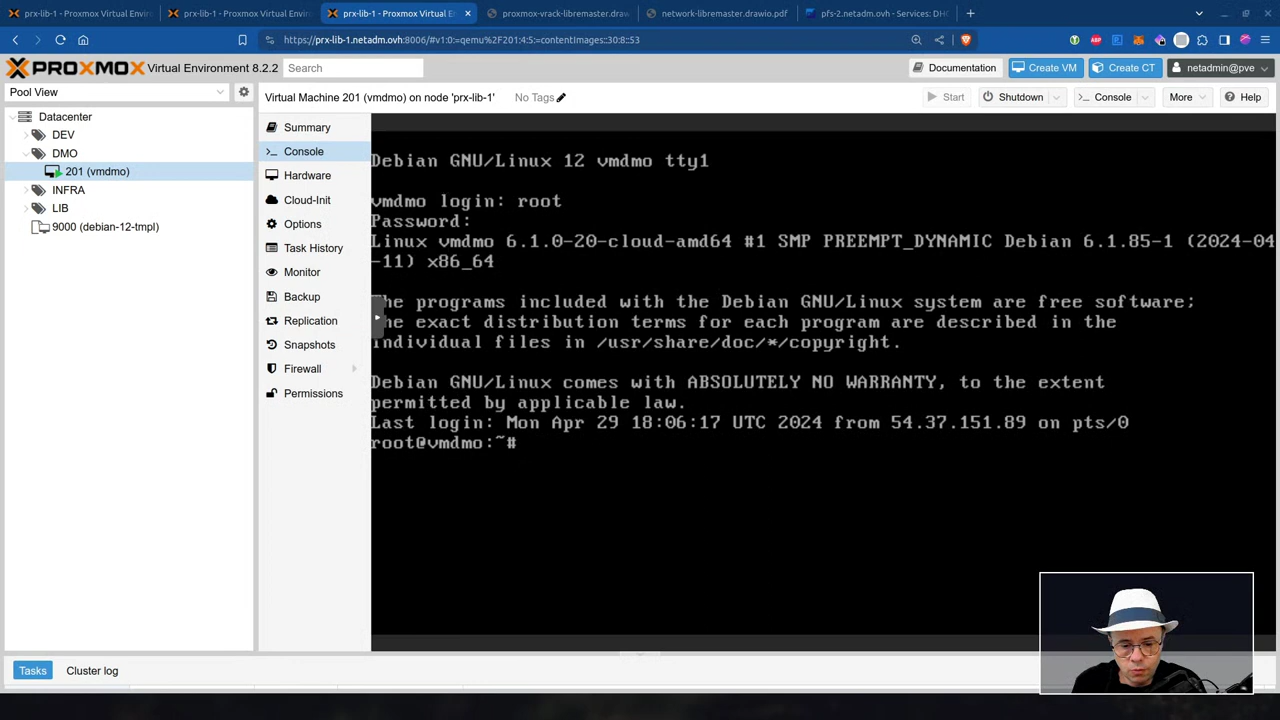 prx-lib-1 - Proxmox Virtual Enviro
prx-lib-1 - Proxmox Virtual Enviro
prx-lib-1 - Proxmox Virtual E
proxmox-vrack-libremaster.draw
network-libremaster.drawio.pdf
pfs-2.netadm.ovh - Services: DHC
https://prx-lib-1.netadm.ovh:8006/#v1:0:=qemu%2F201:4:5:=contentImages::30:8::53
PROXMOX Virtual Environment 8.2.2
Search
Documentation
Create VM
Create CT
netadmin@pve
Pool View
Virtual Machine 201 (vmdmo) on node 'prx-lib-1'
No Tags
Start
Shutdown
Console
More
Help
Datacenter
DEV
DMO
201 (vmdmo)
INFRA
LIB
9000 (debian-12-tmpl)
Summary
Console
Hardware
Cloud-Init
Options
Task History
Monitor
Backup
Replication
Snapshots
Firewall
Permissions
Debian GNU/Linux 12 vmdmo tty1
vmdmo login: root
Password:
Linux vmdmo 6.1.0-20-cloud-amd64 #1 SMP PREEMPT_DYNAMIC Debian 6.1.85-1 (2024-04
-11) x86_64
The programs included with the Debian GNU/Linux system are free software;
the exact distribution terms for each program are described in the
individual files in /usr/share/doc/*/copyright.
Debian GNU/Linux comes with ABSOLUTELY NO WARRANTY, to the extent
permitted by applicable law.
Last login: Mon Apr 29 18:06:17 UTC 2024 from 54.37.151.89 on pts/0
root@vmdmo:~#
Tasks
Cluster log